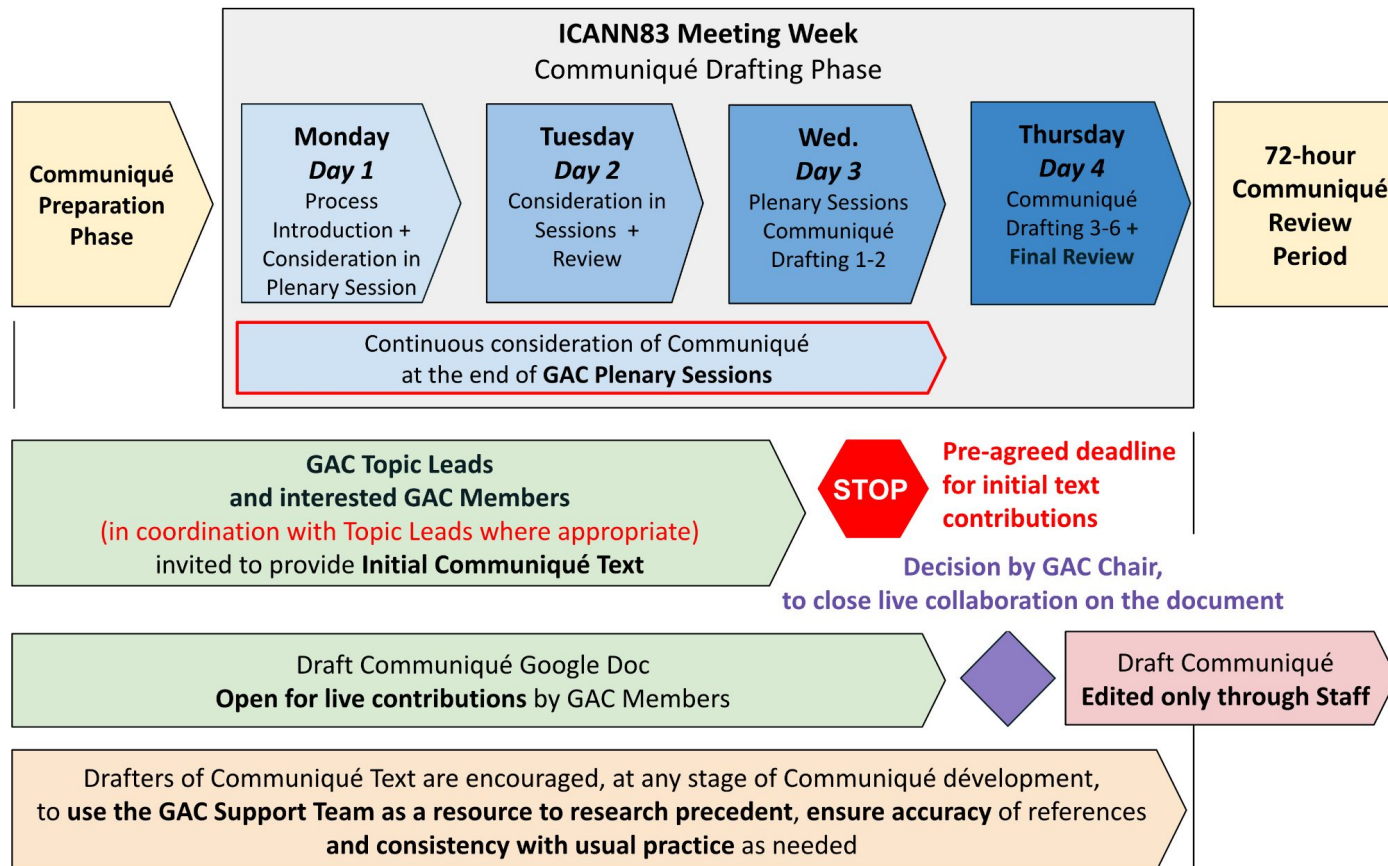 ICANN83 Meeting Week
Communiqué Drafting Phase
Communiqué
Preparation
Phase
Monday
Day 1
Process
Introduction +
Consideration in
Plenary Session
Tuesday
Day 2
Consideration in
Sessions +
Review
Wed.
Day 3
Plenary Sessions
Communiqué
Drafting 1-2
Thursday
Day 4
Communiqué
Drafting 3-6 +
Final Review
72-hour
Communiqué
Review
Period
Continuous consideration of Communiqué
at the end of GAC Plenary Sessions
GAC Topic Leads
and interested GAC Members
(in coordination with Topic Leads where appropriate)
invited to provide Initial Communiqué Text
STOP
Pre-agreed deadline
for initial text
contributions
Decision by GAC Chair,
to close live collaboration on the document
Draft Communiqué Google Doc
Open for live contributions by GAC Members
Draft Communiqué
Edited only through Staff
Drafters of Communiqué Text are encouraged, at any stage of Communiqué dévelopment,
to use the GAC Support Team as a resource to research precedent, ensure accuracy of references
and consistency with usual practice as needed